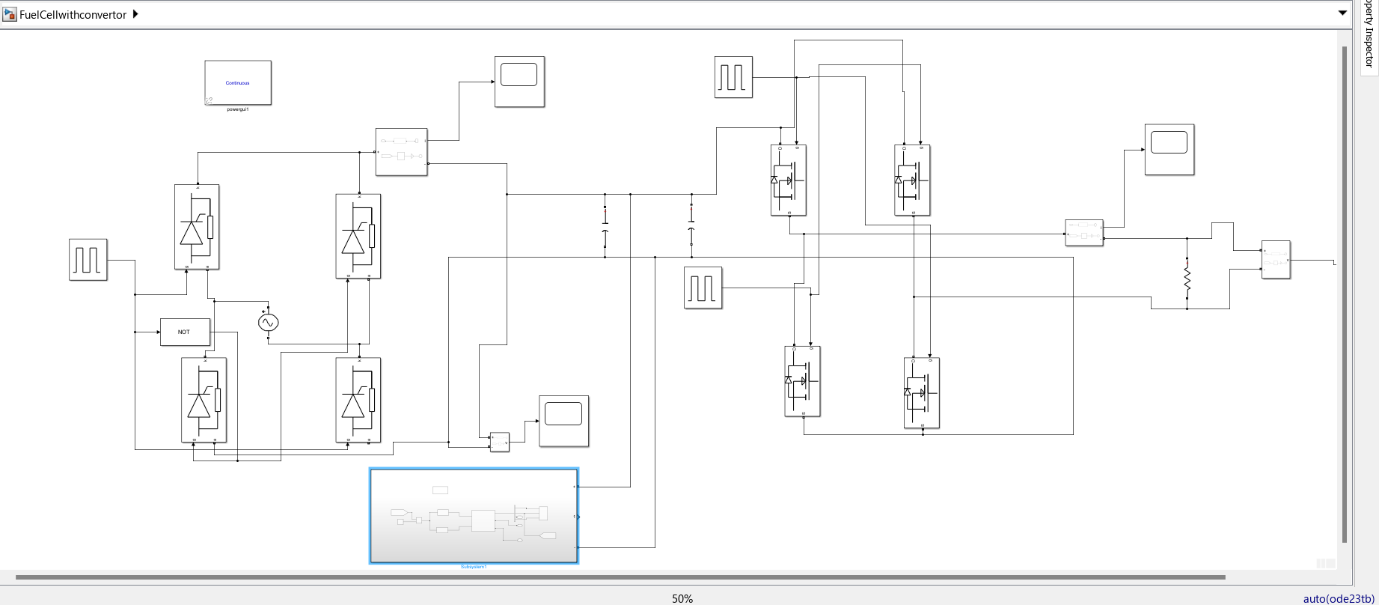 FuelCellwithconvertor
Property Inspector
Continuous
powergui1
NOT
Subsystem1
50%
auto(ode23tb)